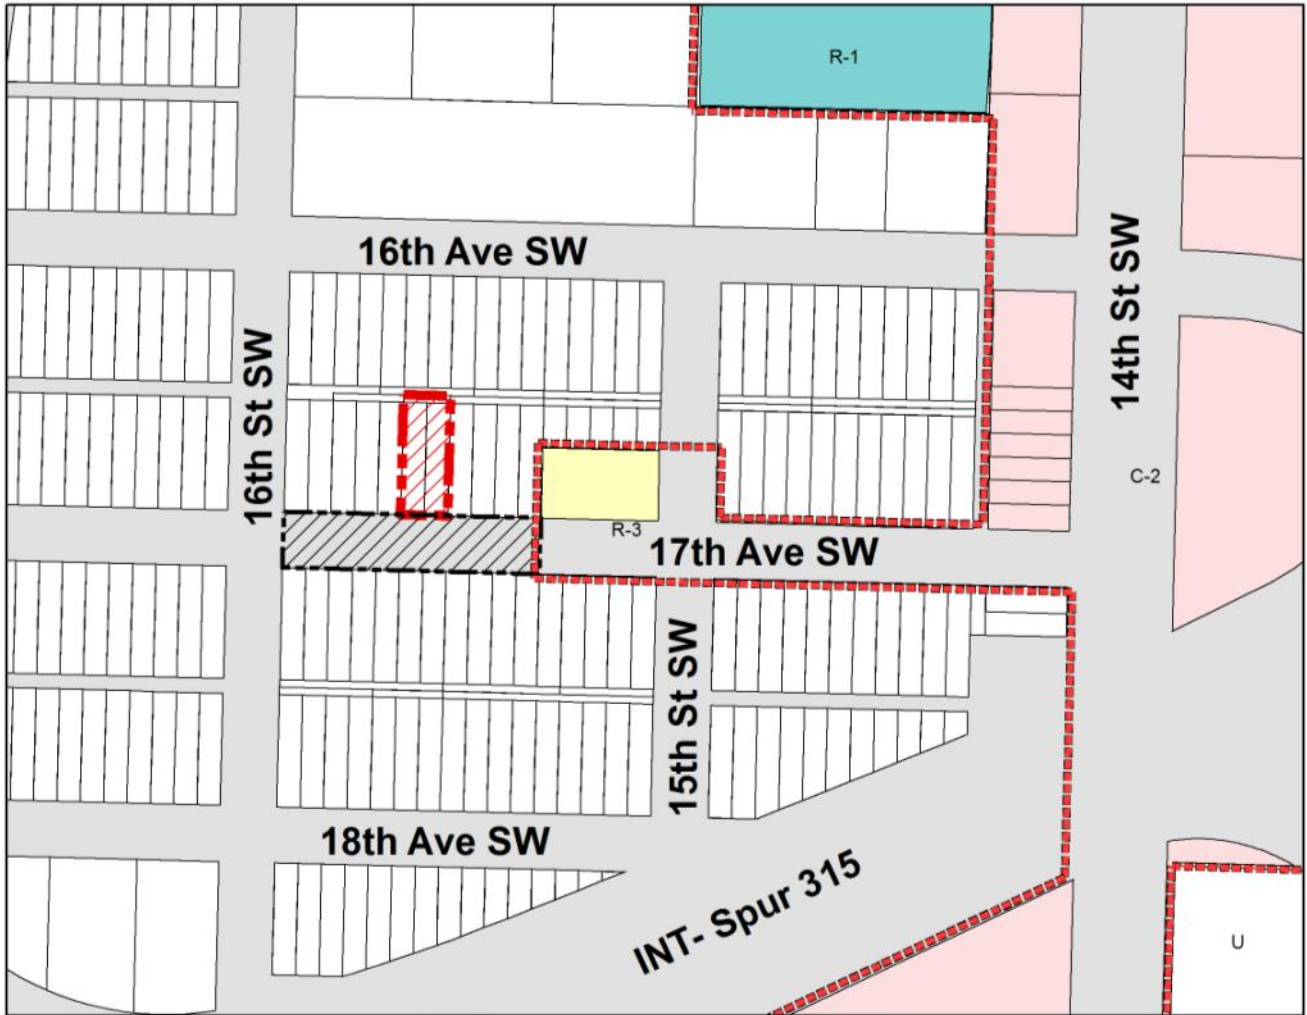 R-1
16th Ave SW
14th St SW
16th St SW
C-2
R-3
17th Ave SW
15th St SW
18th Ave SW
INT- Spur 315
U